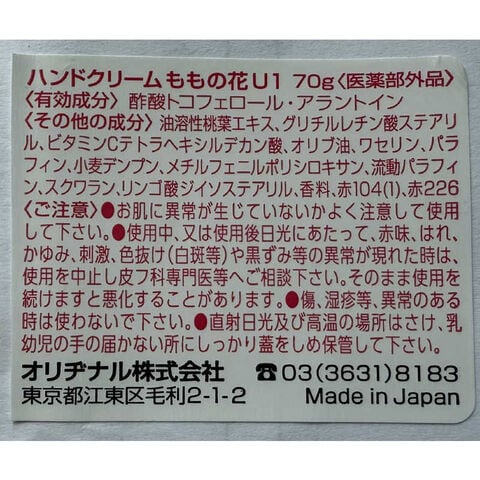 ハンドクリームももの花U1 70g〈医薬部外品〉
〈有効成分〉酢酸トコフェロール・アラントイン
〈その他の成分〉油溶性桃葉エキス、グリチルレチン酸ステアリ
ル、ビタミンCテトラヘキシルデカン酸、オリブ油、ワセリン、パラ
フィン、小麦デンプン、メチルフェニルポリシロキサン、流動パラフィ
ン、スクワラン、リンゴ酸ジイソステアリル、香料、赤104(1)、赤226
〈ご注意〉●お肌に異常が生じていないかよく注意して使用
して下さい。●使用中、又は使用後日光にあたって、赤味、はれ、
かゆみ、刺激、色抜け(白斑等)や黒ずみ等の異常が現れた時は、
使用を中止し皮フ科専門医等へご相談下さい。そのまま使用を
続けますと悪化することがあります。●傷、湿疹等、異常のある
時は使わないで下さい。●直射日光及び高温の場所はさけ、乳
幼児の手の届かない所にしっかり蓋をしめ保管して下さい。
オリヂナル株式会社 ☎03(3631)8183
東京都江東区毛利2-1-2 Made in Japan